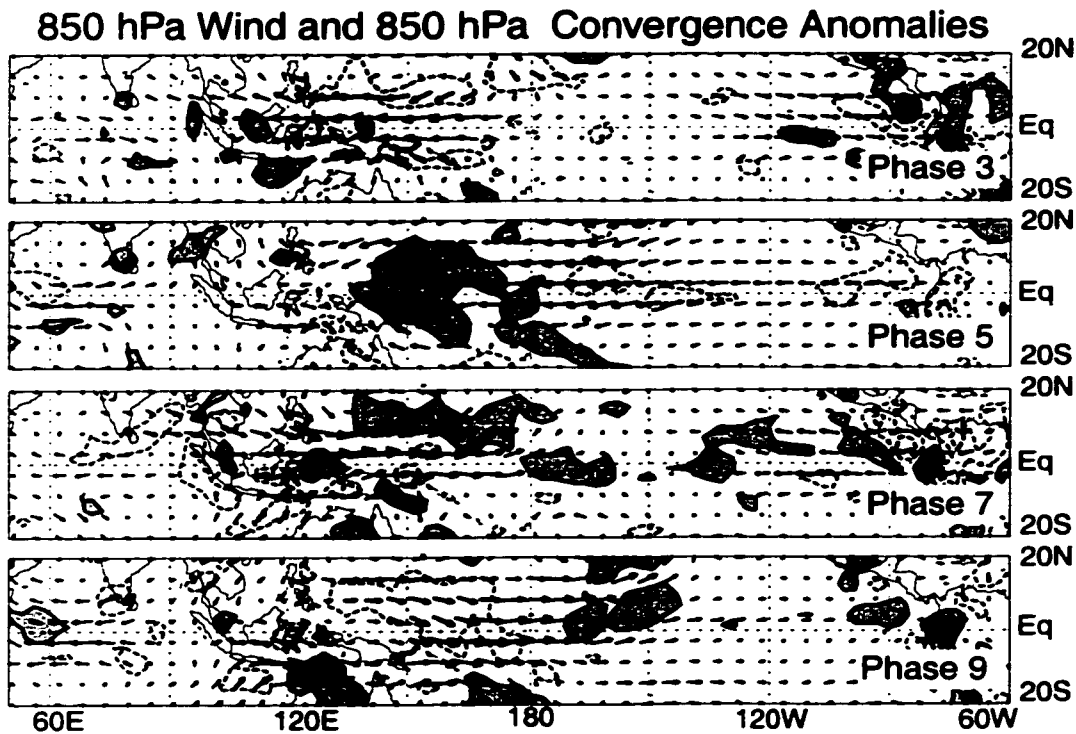 850 hPa Wind and 850 hPa Convergence Anomalies
20N
Eq
Phase 3
20S
20N
Eq
Phase 5
20S
20N
Eq
Phase 7
20S
20N
Eq
Phase 9
20S
60E 120E 180 120W 60W